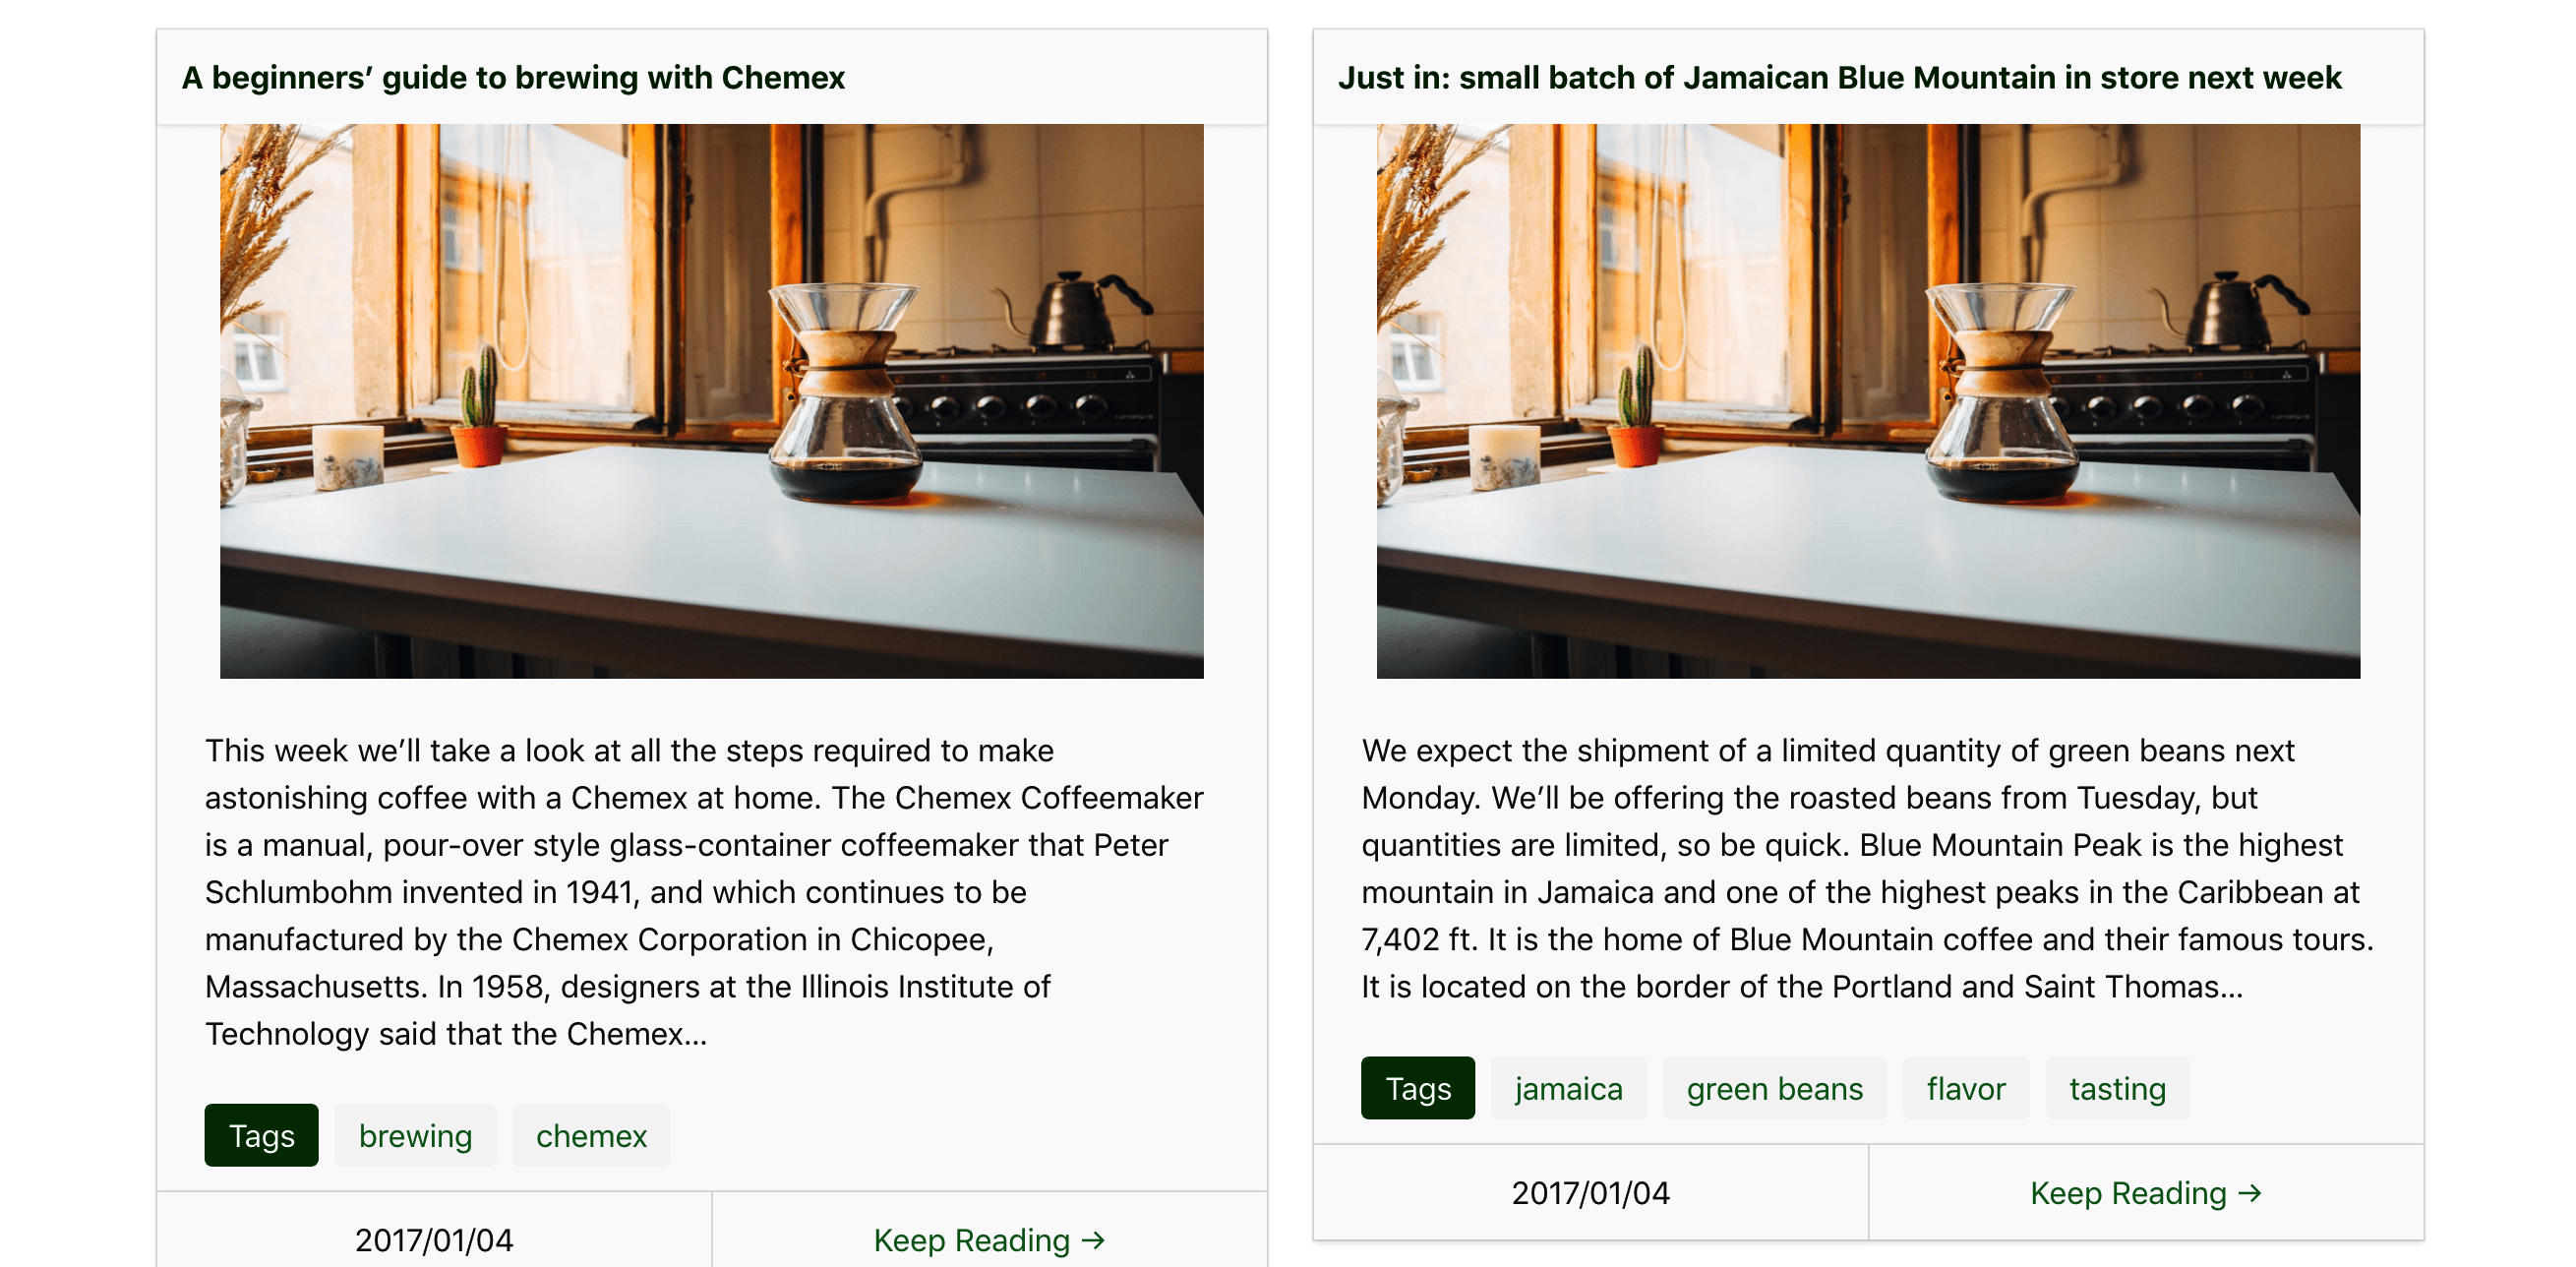 A beginners’ guide to brewing with Chemex
This week we’ll take a look at all the steps required to make
astonishing coffee with a Chemex at home. The Chemex Coffeemaker
is a manual, pour-over style glass-container coffeemaker that Peter
Schlumbohm invented in 1941, and which continues to be
manufactured by the Chemex Corporation in Chicopee,
Massachusetts. In 1958, designers at the Illinois Institute of
Technology said that the Chemex...
Tags brewing chemex
2017/01/04 Keep Reading →
Just in: small batch of Jamaican Blue Mountain in store next week
We expect the shipment of a limited quantity of green beans next
Monday. We’ll be offering the roasted beans from Tuesday, but
quantities are limited, so be quick. Blue Mountain Peak is the highest
mountain in Jamaica and one of the highest peaks in the Caribbean at
7,402 ft. It is the home of Blue Mountain coffee and their famous tours.
It is located on the border of the Portland and Saint Thomas...
Tags jamaica green beans flavor tasting
2017/01/04 Keep Reading →